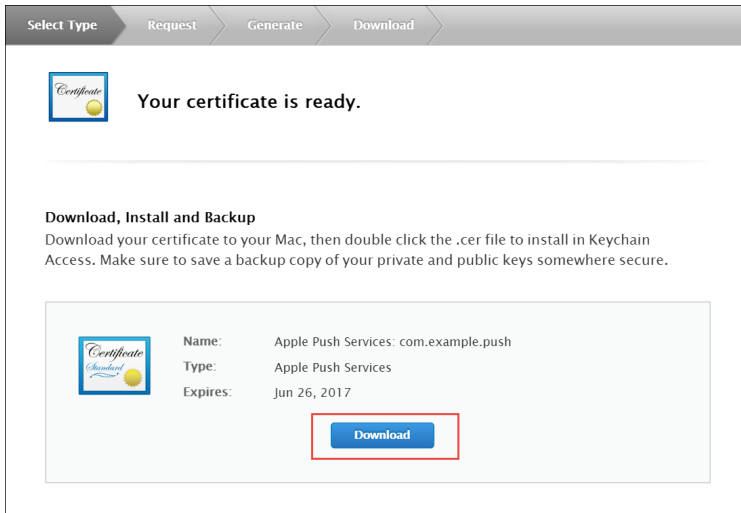 Select Type Request Generate Download
Certificate
Your certificate is ready.
Download, Install and Backup
Download your certificate to your Mac, then double click the .cer file to install in Keychain
Access. Make sure to save a backup copy of your private and public keys somewhere secure.
Certificate
Standard
Name: Apple Push Services: com.example.push
Type: Apple Push Services
Expires: Jun 26, 2017
Download